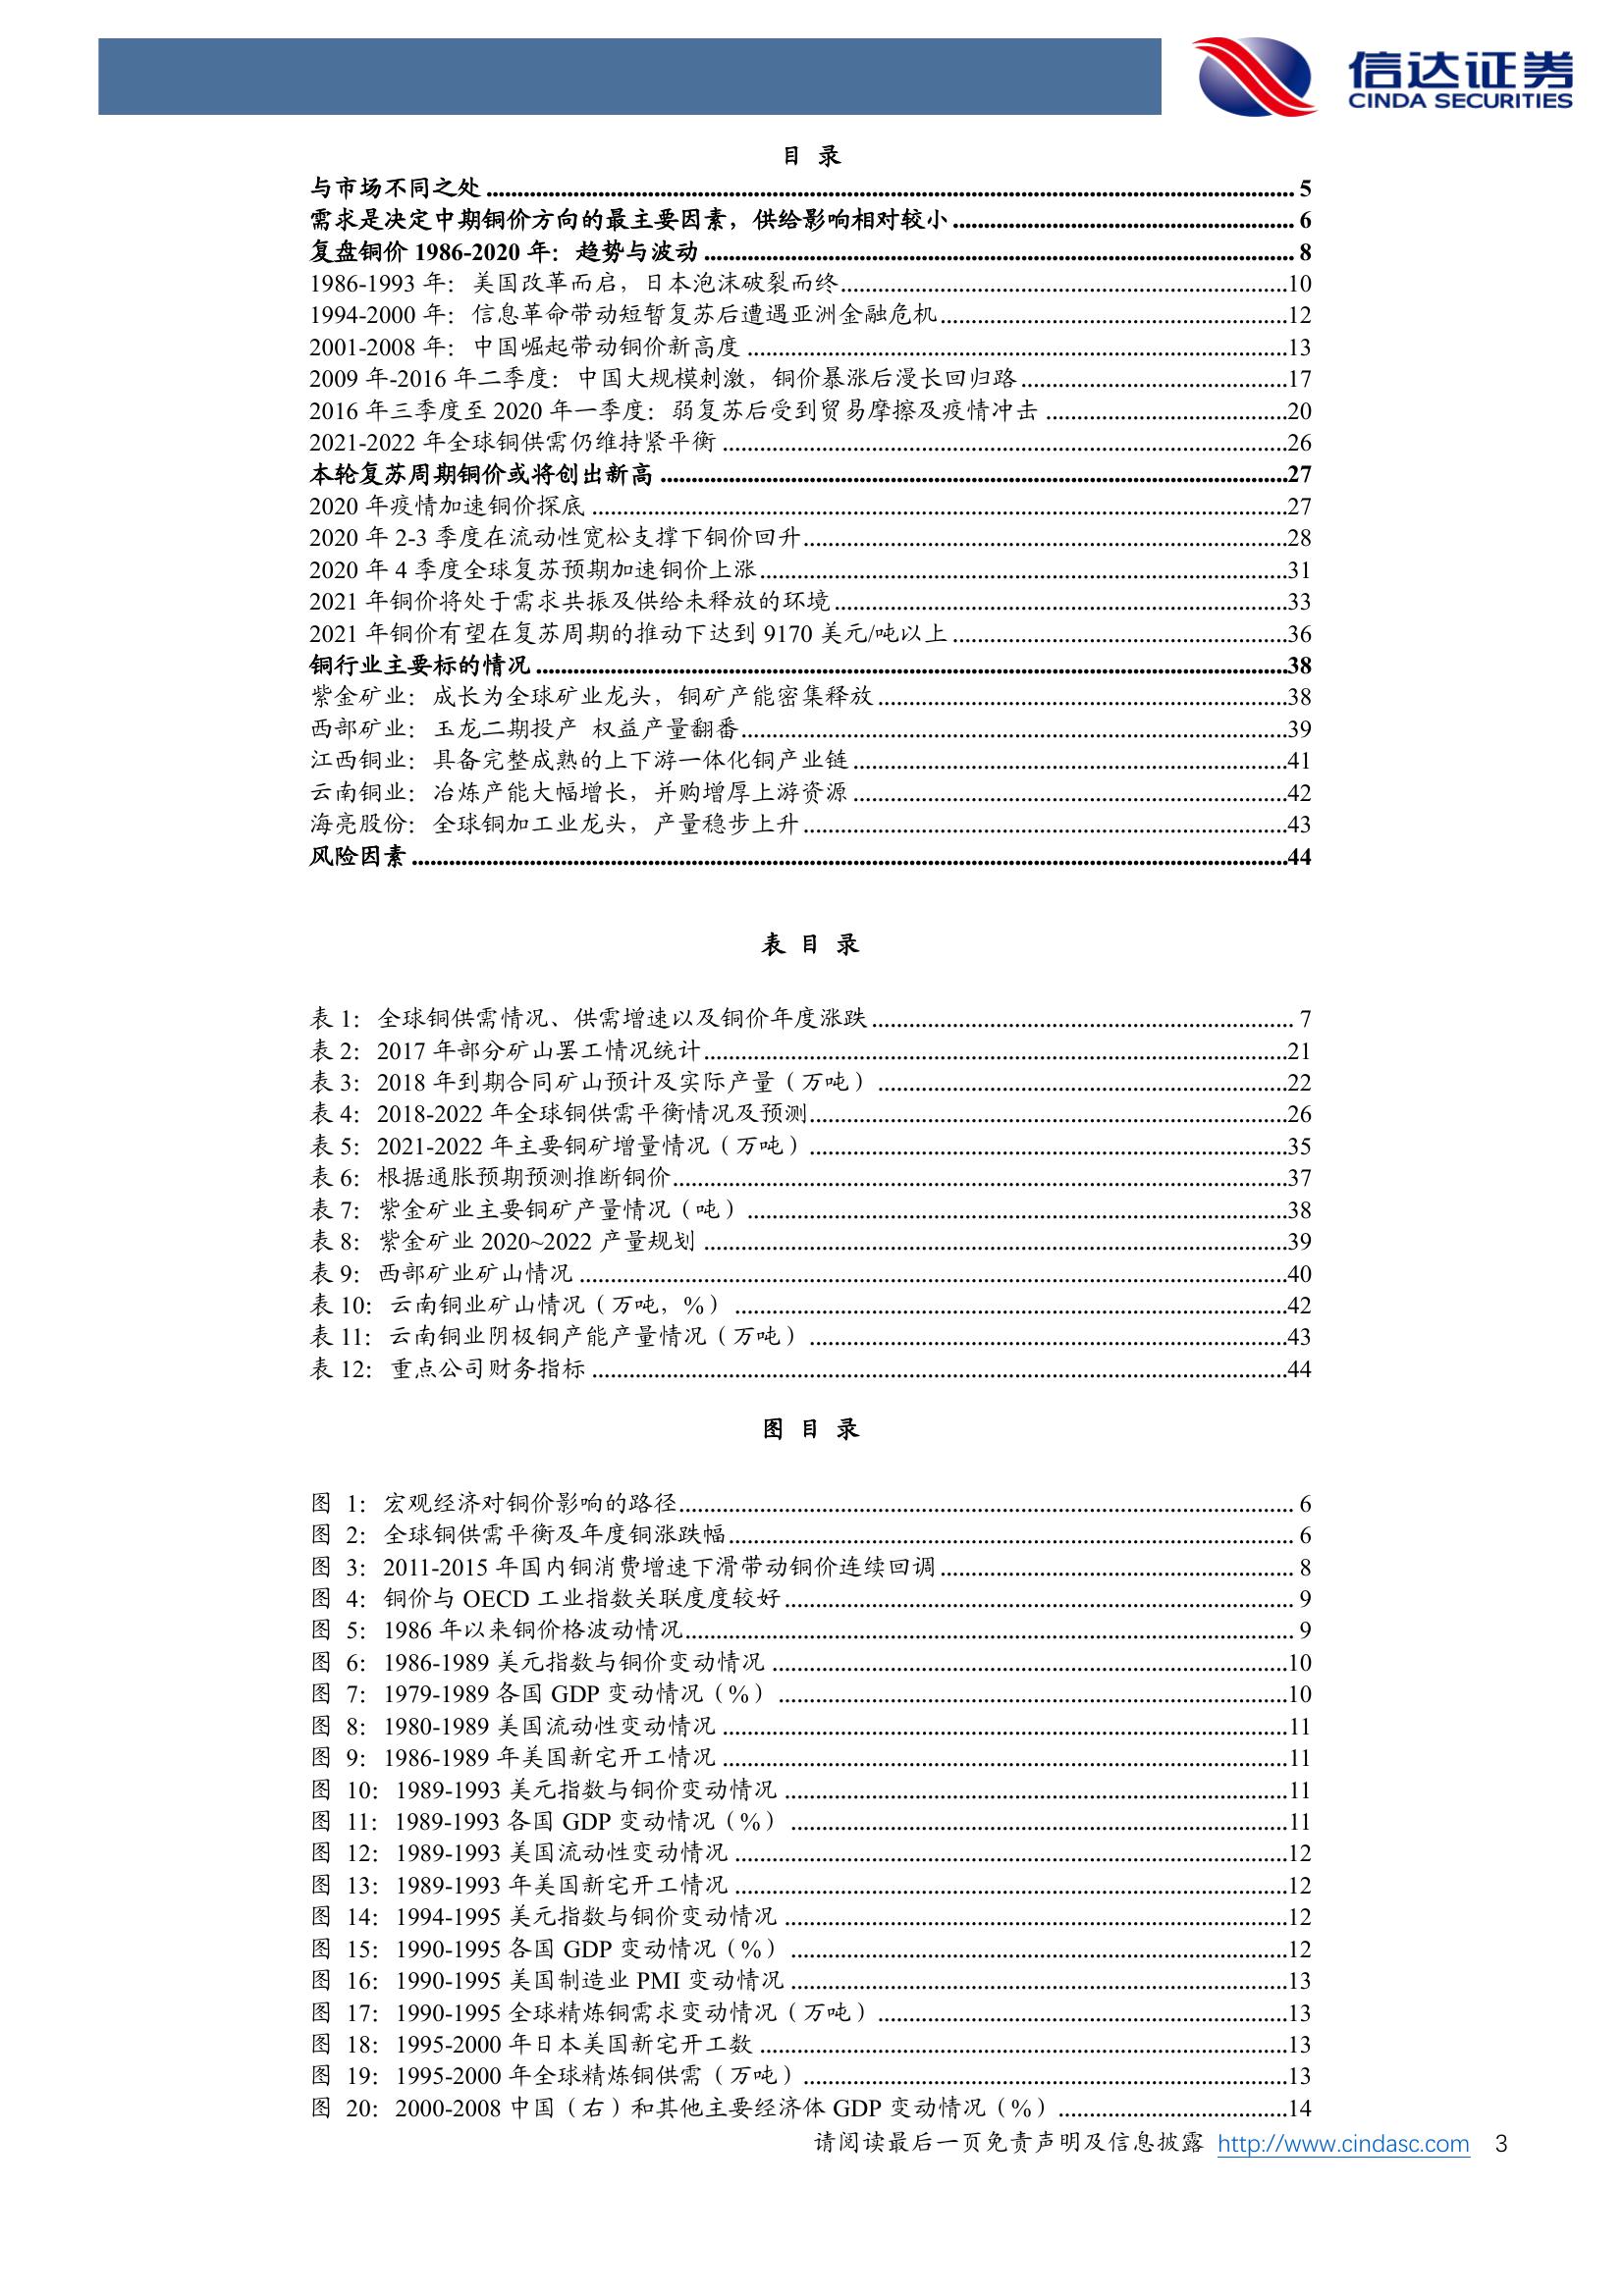 信达证券
CINDA SECURITIES
目 录
与市场不同之处 ........ 5
需求是决定中期铜价方向的最主要因素，供给影响相对较小 ........ 6
复盘铜价 1986-2020 年：趋势与波动 ........ 8
1986-1993 年：美国改革而启，日本泡沫破裂而终........10
1994-2000 年：信息革命带动短暂复苏后遭遇亚洲金融危机........12
2001-2008 年：中国崛起带动铜价新高度 ........13
2009 年-2016 年二季度：中国大规模刺激，铜价暴涨后漫长回归路........17
2016 年三季度至 2020 年一季度：弱复苏后受到贸易摩擦及疫情冲击 ........20
2021-2022 年全球铜供需仍维持紧平衡 ........26
本轮复苏周期铜价或将创出新高 ........27
2020 年疫情加速铜价探底 ........27
2020 年 2-3 季度在流动性宽松支撑下铜价回升........28
2020 年 4 季度全球复苏预期加速铜价上涨........31
2021 年铜价将处于需求共振及供给未释放的环境........33
2021 年铜价有望在复苏周期的推动下达到 9170 美元/吨以上 ........36
铜行业主要标的情况 ........38
紫金矿业：成长为全球矿业龙头，铜矿产能密集释放 ........38
西部矿业：玉龙二期投产 权益产量翻番........39
江西铜业：具备完整成熟的上下游一体化铜产业链 ........41
云南铜业：冶炼产能大幅增长，并购增厚上游资源 ........42
海亮股份：全球铜加工业龙头，产量稳步上升........43
风险因素 ........44
表 目 录
表 1：全球铜供需情况、供需增速以及铜价年度涨跌 ........ 7
表 2：2017 年部分矿山罢工情况统计........21
表 3：2018 年到期合同矿山预计及实际产量（万吨） ........22
表 4：2018-2022 年全球铜供需平衡情况及预测........26
表 5：2021-2022 年主要铜矿增量情况（万吨） ........35
表 6：根据通胀预期预测推断铜价........37
表 7：紫金矿业主要铜矿产量情况（吨） ........38
表 8：紫金矿业 2020~2022 产量规划 ........39
表 9：西部矿业矿山情况 ........40
表 10：云南铜业矿山情况（万吨，%） ........42
表 11：云南铜业阴极铜产能产量情况（万吨） ........43
表 12：重点公司财务指标 ........44
图 目 录
图 1：宏观经济对铜价影响的路径........ 6
图 2：全球铜供需平衡及年度铜涨跌幅........ 6
图 3：2011-2015 年国内铜消费增速下滑带动铜价连续回调........ 8
图 4：铜价与 OECD 工业指数关联度度较好........ 9
图 5：1986 年以来铜价格波动情况........ 9
图 6：1986-1989 美元指数与铜价变动情况 ........10
图 7：1979-1989 各国 GDP 变动情况（%） ........10
图 8：1980-1989 美国流动性变动情况 ........11
图 9：1986-1989 年美国新宅开工情况 ........11
图 10：1989-1993 美元指数与铜价变动情况 ........11
图 11：1989-1993 各国 GDP 变动情况（%） ........11
图 12：1989-1993 美国流动性变动情况 ........12
图 13：1989-1993 年美国新宅开工情况 ........12
图 14：1994-1995 美元指数与铜价变动情况 ........12
图 15：1990-1995 各国 GDP 变动情况（%） ........12
图 16：1990-1995 美国制造业 PMI 变动情况 ........13
图 17：1990-1995 全球精炼铜需求变动情况（万吨） ........13
图 18：1995-2000 年日本美国新宅开工数 ........13
图 19：1995-2000 年全球精炼铜供需（万吨）........13
图 20：2000-2008 中国（右）和其他主要经济体 GDP 变动情况（%） ........14
请阅读最后一页免责声明及信息披露 http://www.cindasc.com 3